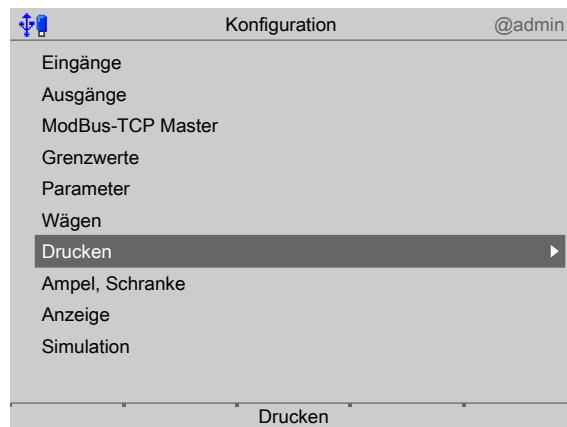 Konfiguration @admin
Eingänge
Ausgänge
ModBus-TCP Master
Grenzwerte
Parameter
Wägen
Drucken
Ampel, Schranke
Anzeige
Simulation
Drucken